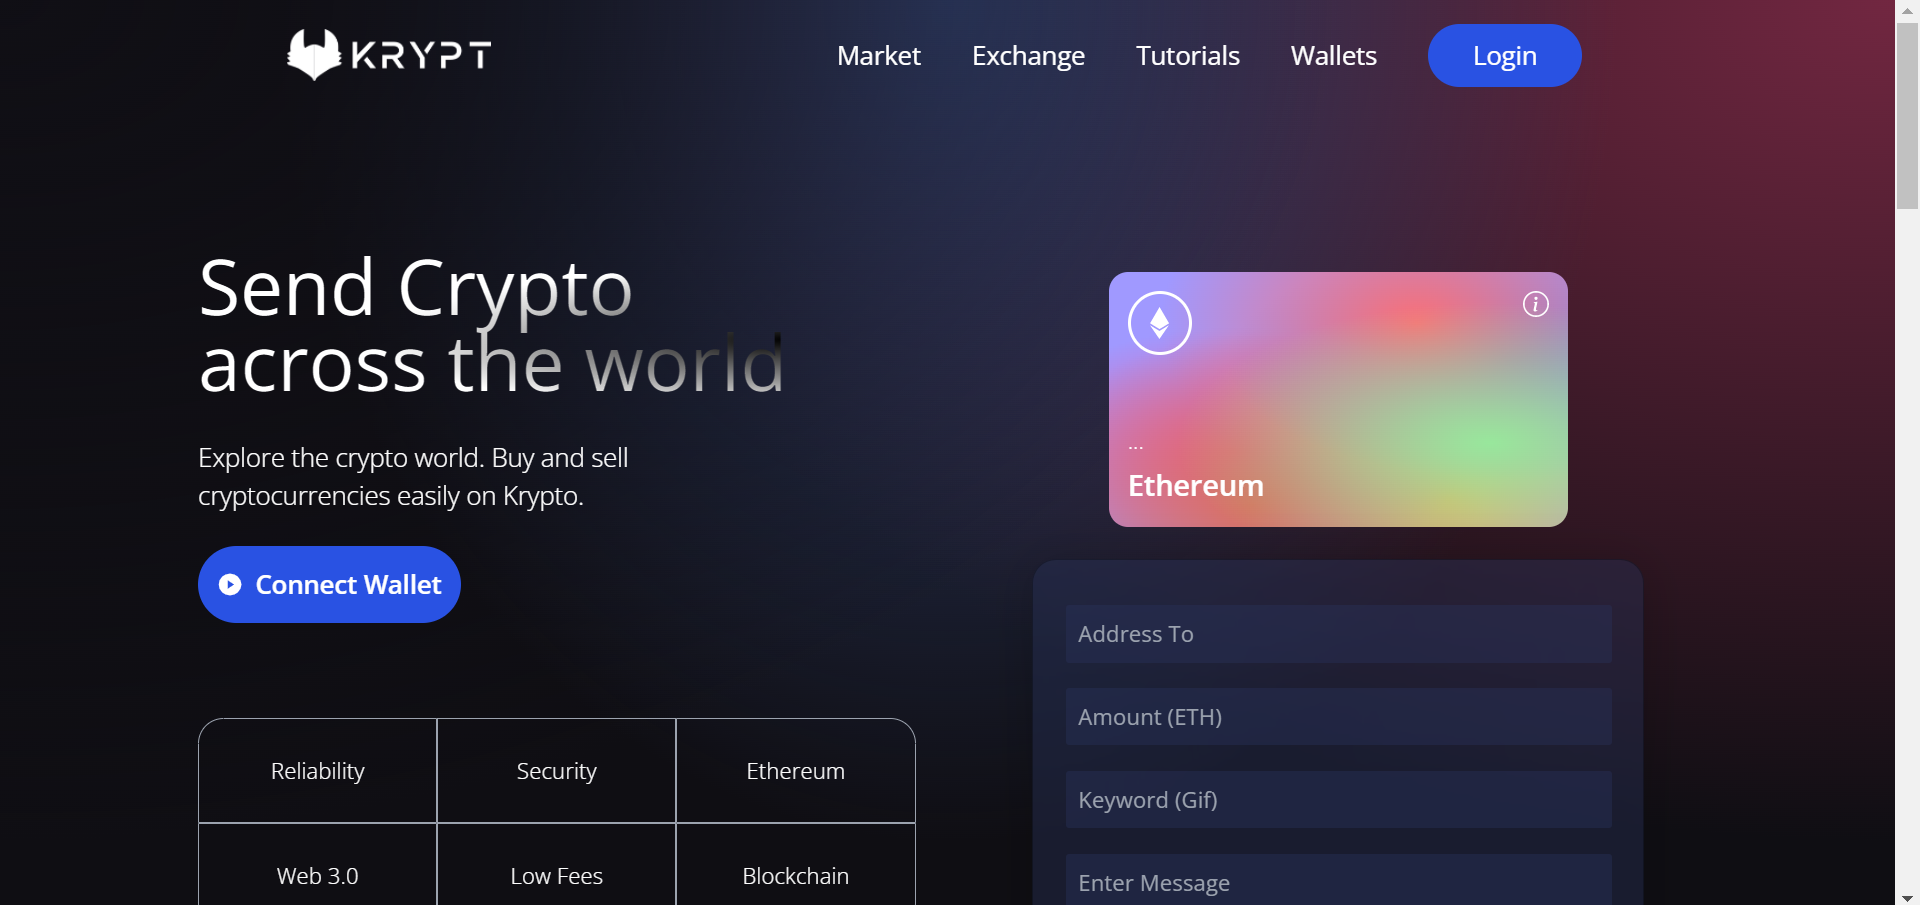 KRYPT
Market
Exchange
Tutorials
Wallets
Login
Send Crypto
across the world
Explore the crypto world. Buy and sell
cryptocurrencies easily on Krypto.
Connect Wallet
Reliability
Security
Ethereum
Web 3.0
Low Fees
Blockchain
i
...
Ethereum
Address To
Amount (ETH)
Keyword (Gif)
Enter Message